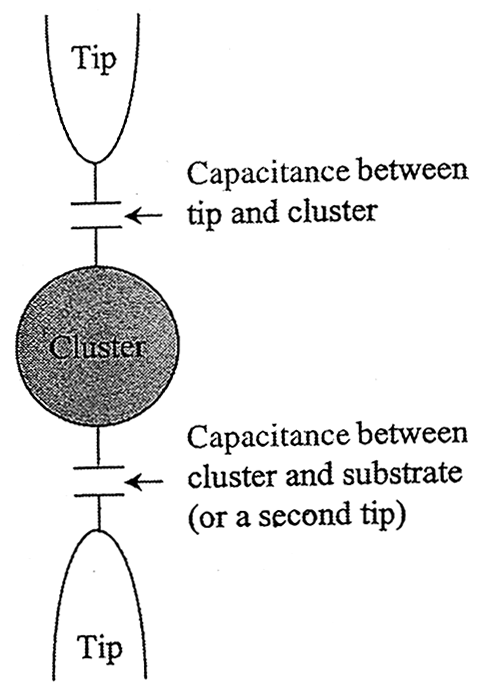 Tip
Capacitance between
tip and cluster
Cluster
Capacitance between
cluster and substrate
(or a second tip)
Tip